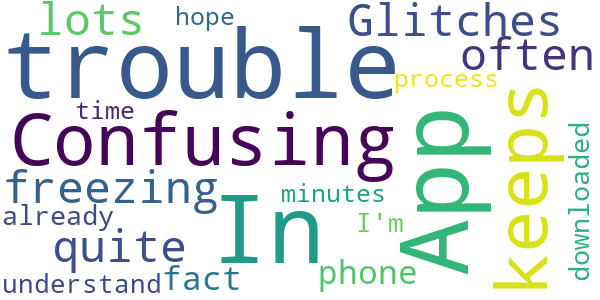 lots
hope
Glitches
trouble
often
process
time
Confusing
App
keeps
downloaded
freezing
minutes
already
In
I'm
quite
understand
fact
phone